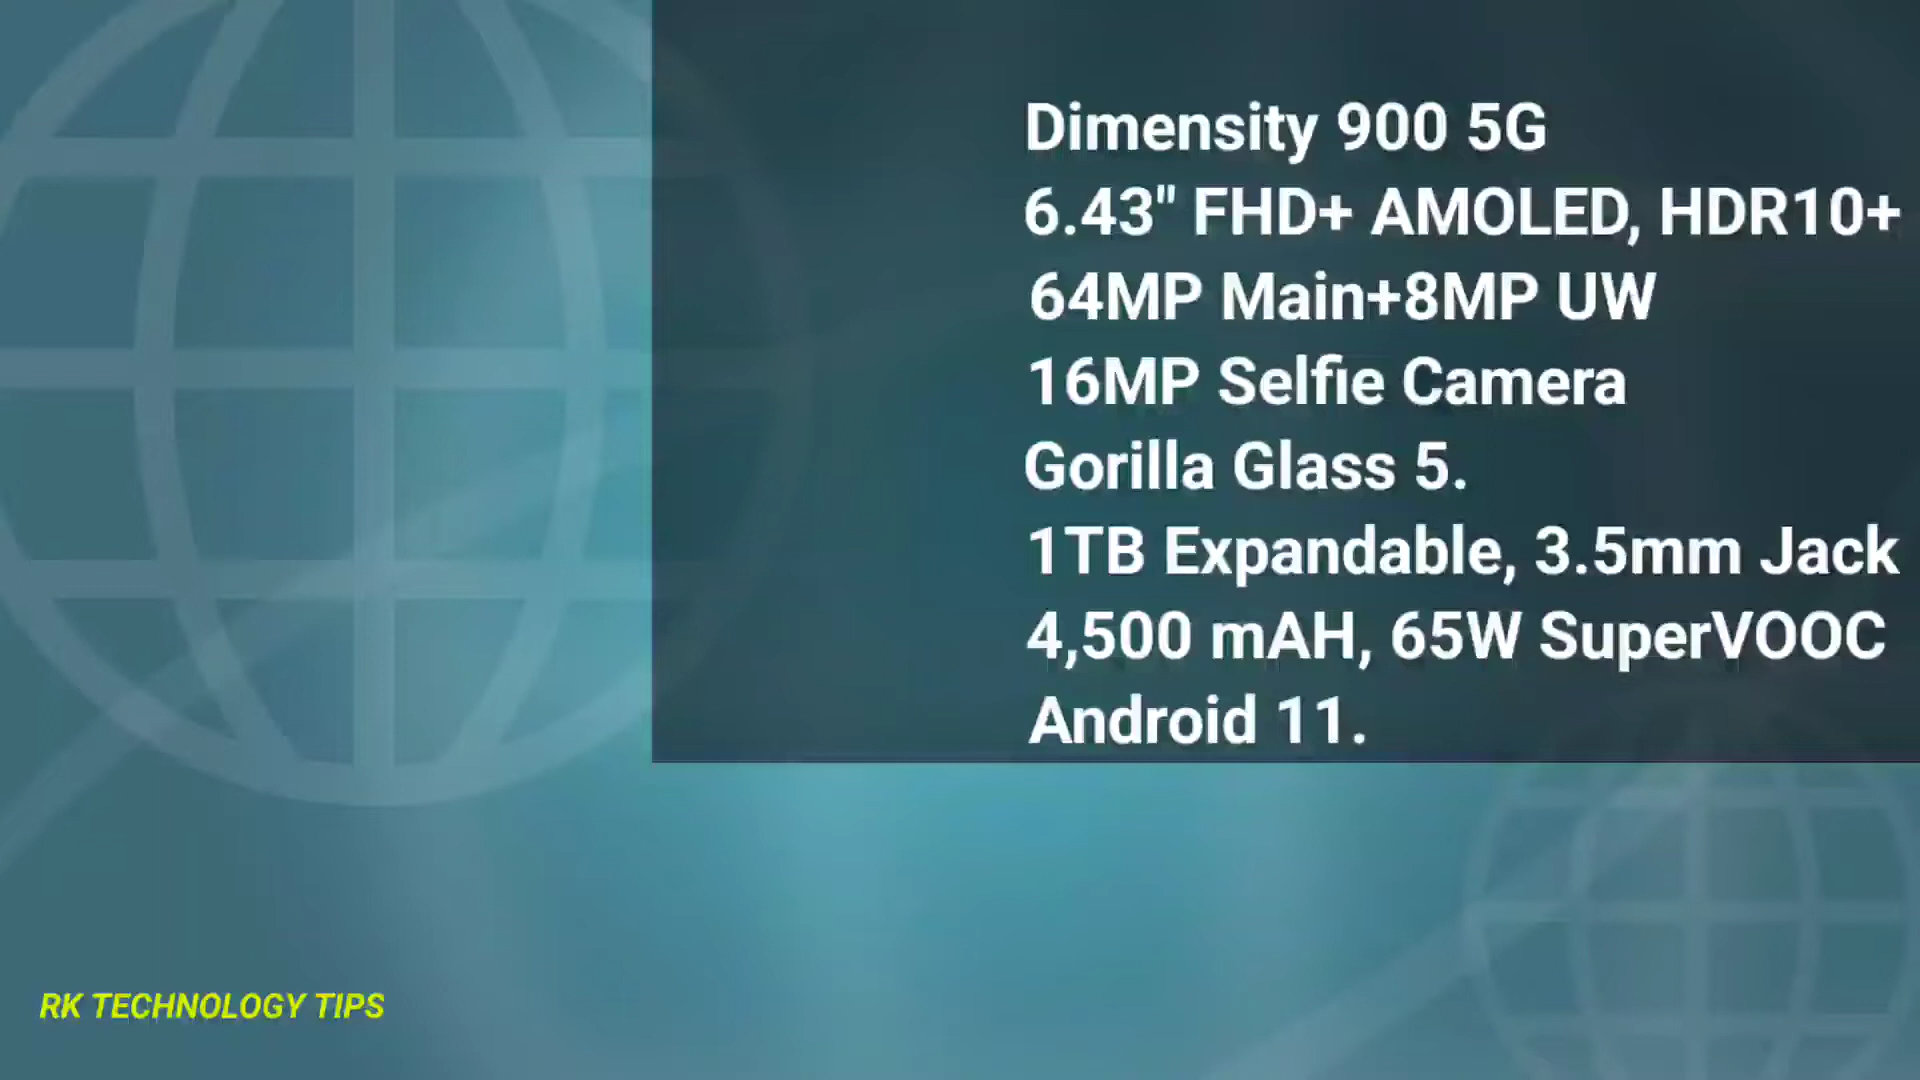 Dimensity 900 5G
6.43" FHD+ AMOLED, HDR10+
64MP Main+8MP UW
16MP Selfie Camera
Gorilla Glass 5.
1TB Expandable, 3.5mm Jack
4,500 mAH, 65W SuperVOOC
Android 11.
RK TECHNOLOGY TIPS